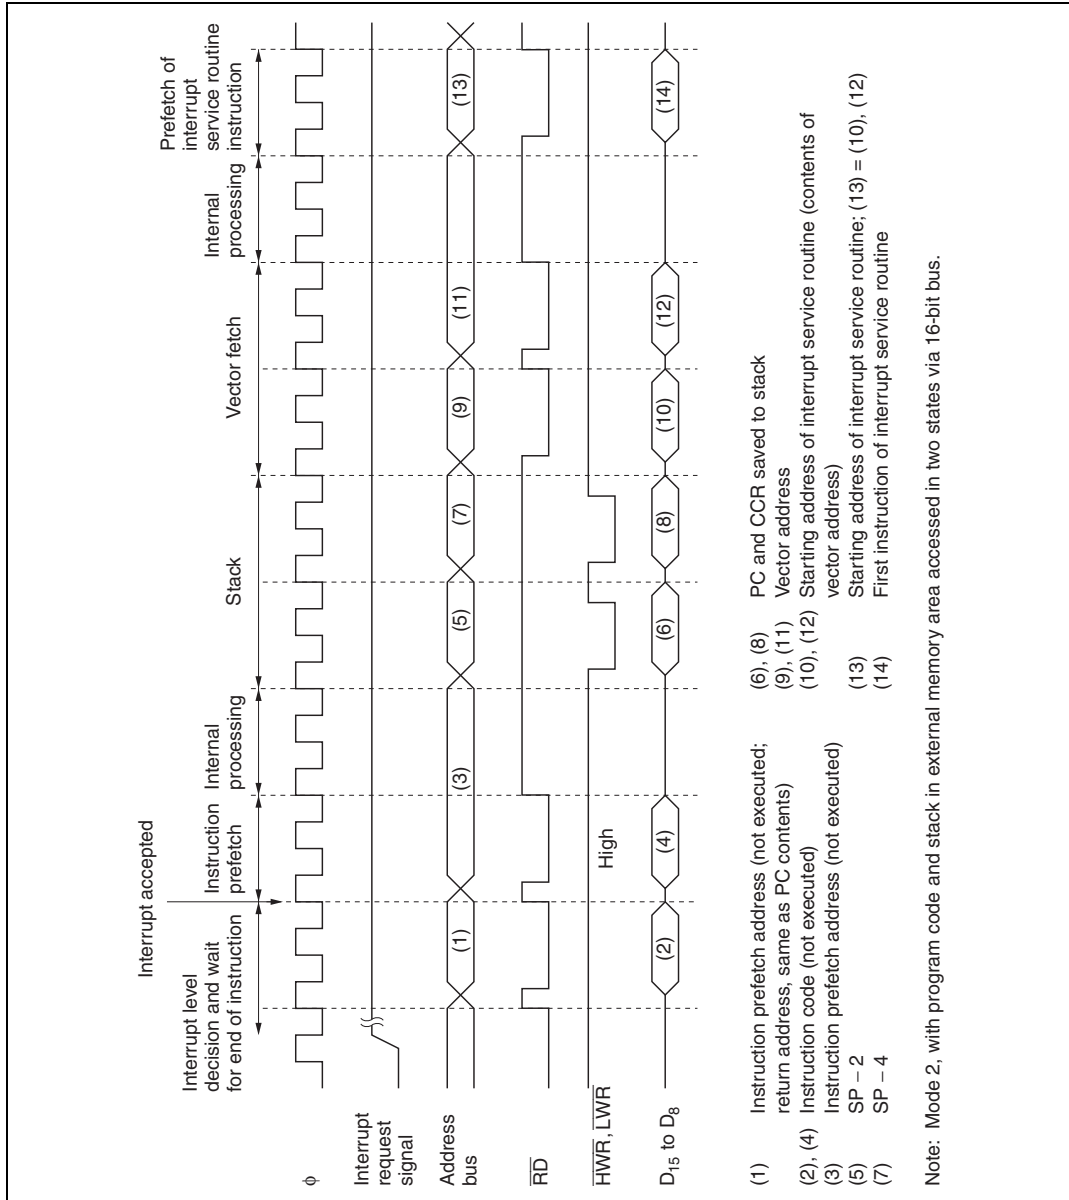 Interrupt accepted
Interrupt level
decision and wait
for end of instruction
Instruction
prefetch
Internal
processing
Stack
Vector fetch
Internal
processing
Prefetch of
interrupt
service routine
instruction
φ
Interrupt
request
signal
Address
bus
(1)
(3)
(5)
(7)
(9)
(11)
(13)
RD
HWR, LWR
High
D15 to D8
(2)
(4)
(6)
(8)
(10)
(12)
(14)
(1) Instruction prefetch address (not executed;
return address, same as PC contents)
(2), (4) Instruction code (not executed)
(3) Instruction prefetch address (not executed)
(5) SP – 2
(7) SP – 4
(6), (8) PC and CCR saved to stack
(9), (11) Vector address
(10), (12) Starting address of interrupt service routine (contents of
vector address)
(13) Starting address of interrupt service routine; (13) = (10), (12)
(14) First instruction of interrupt service routine
Note: Mode 2, with program code and stack in external memory area accessed in two states via 16-bit bus.